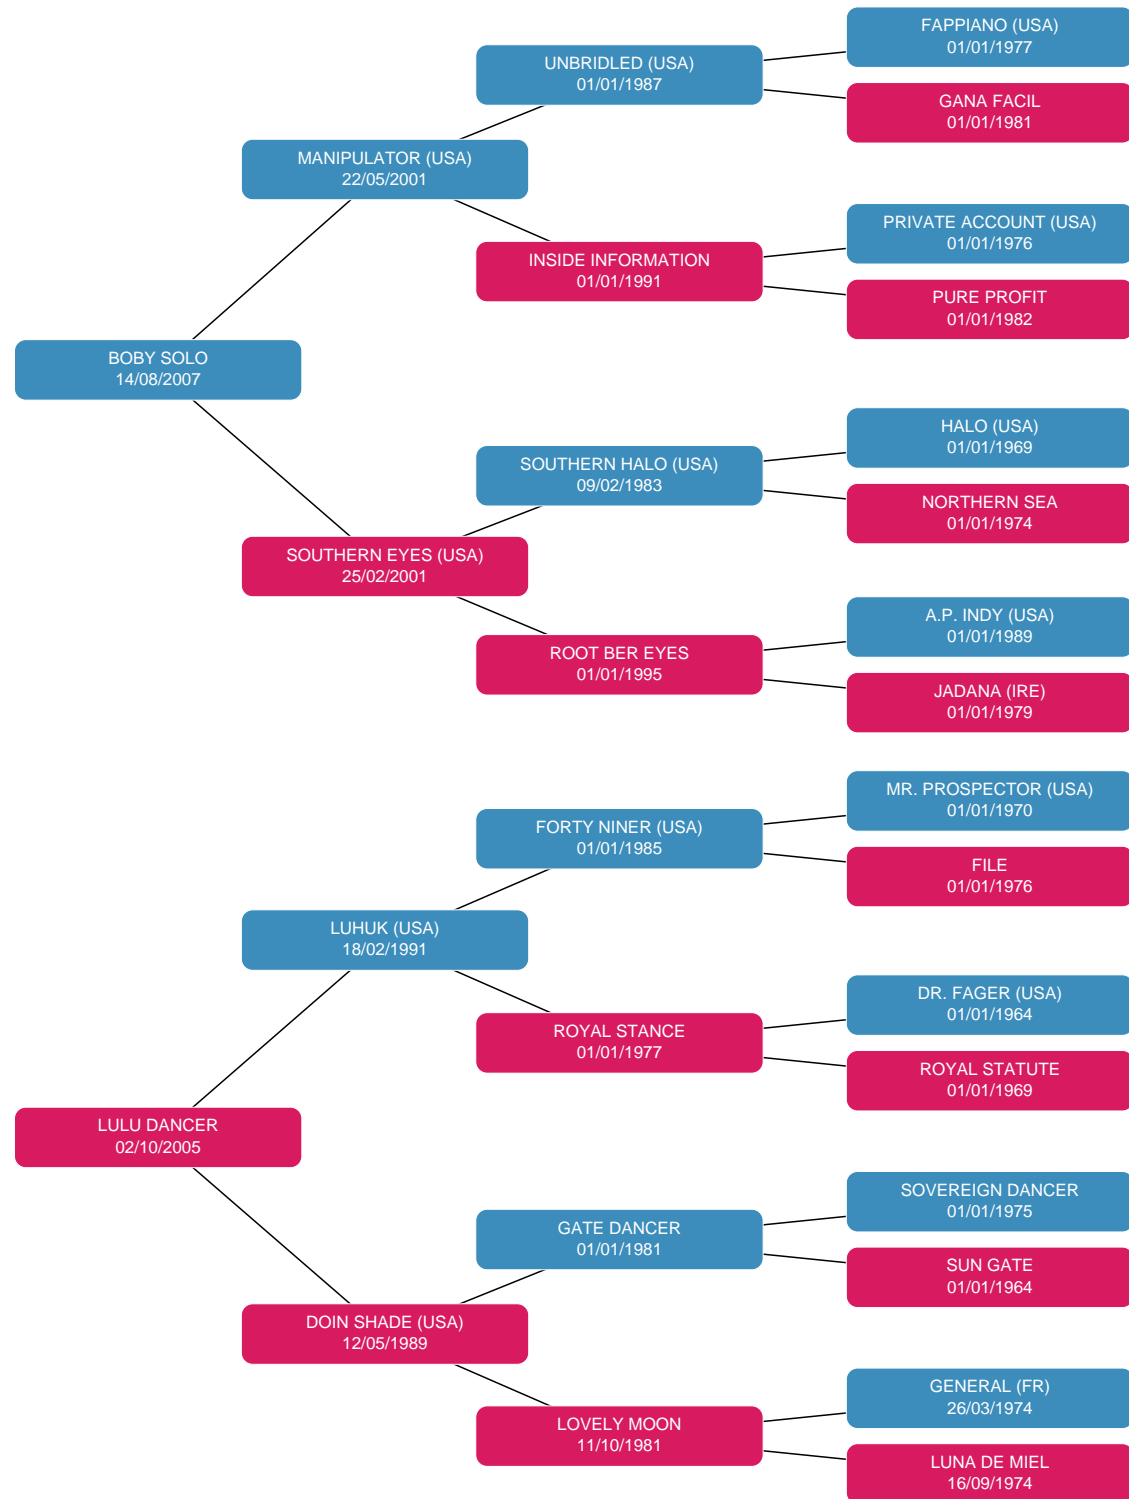 FAPPIANO (USA)
01/01/1977
UNBRIDLED (USA)
01/01/1987
GANA FACIL
01/01/1981
MANIPULATOR (USA)
22/05/2001
PRIVATE ACCOUNT (USA)
01/01/1976
INSIDE INFORMATION
01/01/1991
PURE PROFIT
01/01/1982
BOBY SOLO
14/08/2007
HALO (USA)
01/01/1969
SOUTHERN HALO (USA)
09/02/1983
NORTHERN SEA
01/01/1974
SOUTHERN EYES (USA)
25/02/2001
A.P. INDY (USA)
01/01/1989
ROOT BER EYES
01/01/1995
JADANA (IRE)
01/01/1979
MR. PROSPECTOR (USA)
01/01/1970
FORTY NINER (USA)
01/01/1985
FILE
01/01/1976
LUHUK (USA)
18/02/1991
DR. FAGER (USA)
01/01/1964
ROYAL STANCE
01/01/1977
ROYAL STATUTE
01/01/1969
LULU DANCER
02/10/2005
SOVEREIGN DANCER
01/01/1975
GATE DANCER
01/01/1981
SUN GATE
01/01/1964
DOIN SHADE (USA)
12/05/1989
GENERAL (FR)
26/03/1974
LOVELY MOON
11/10/1981
LUNA DE MIEL
16/09/1974